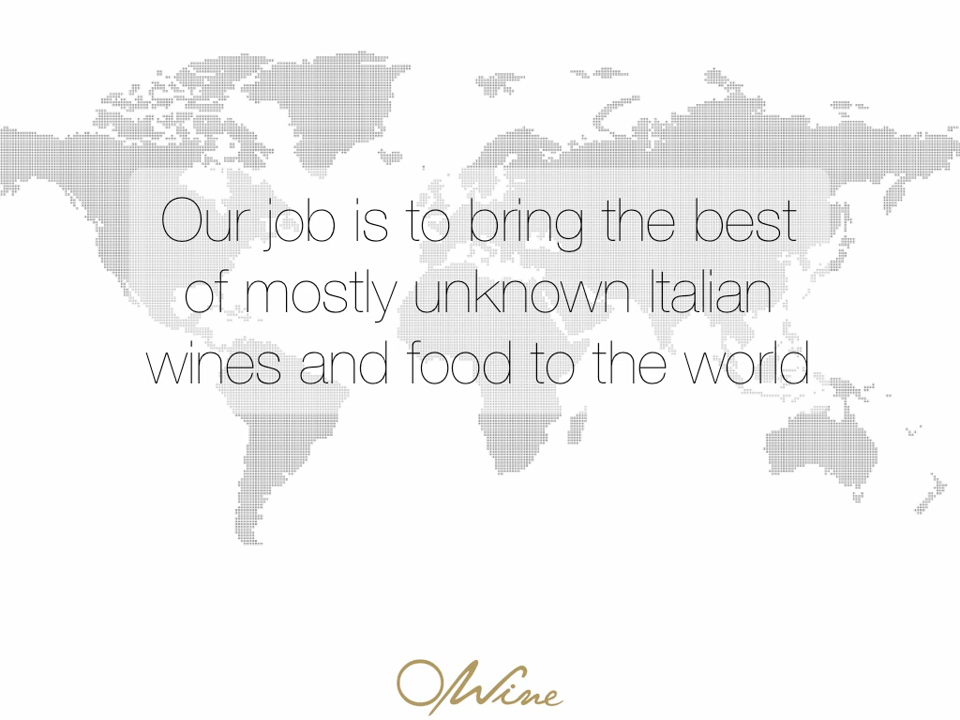 Our job is to bring the best
of mostly unknown Italian
wines and food to the world
OWine